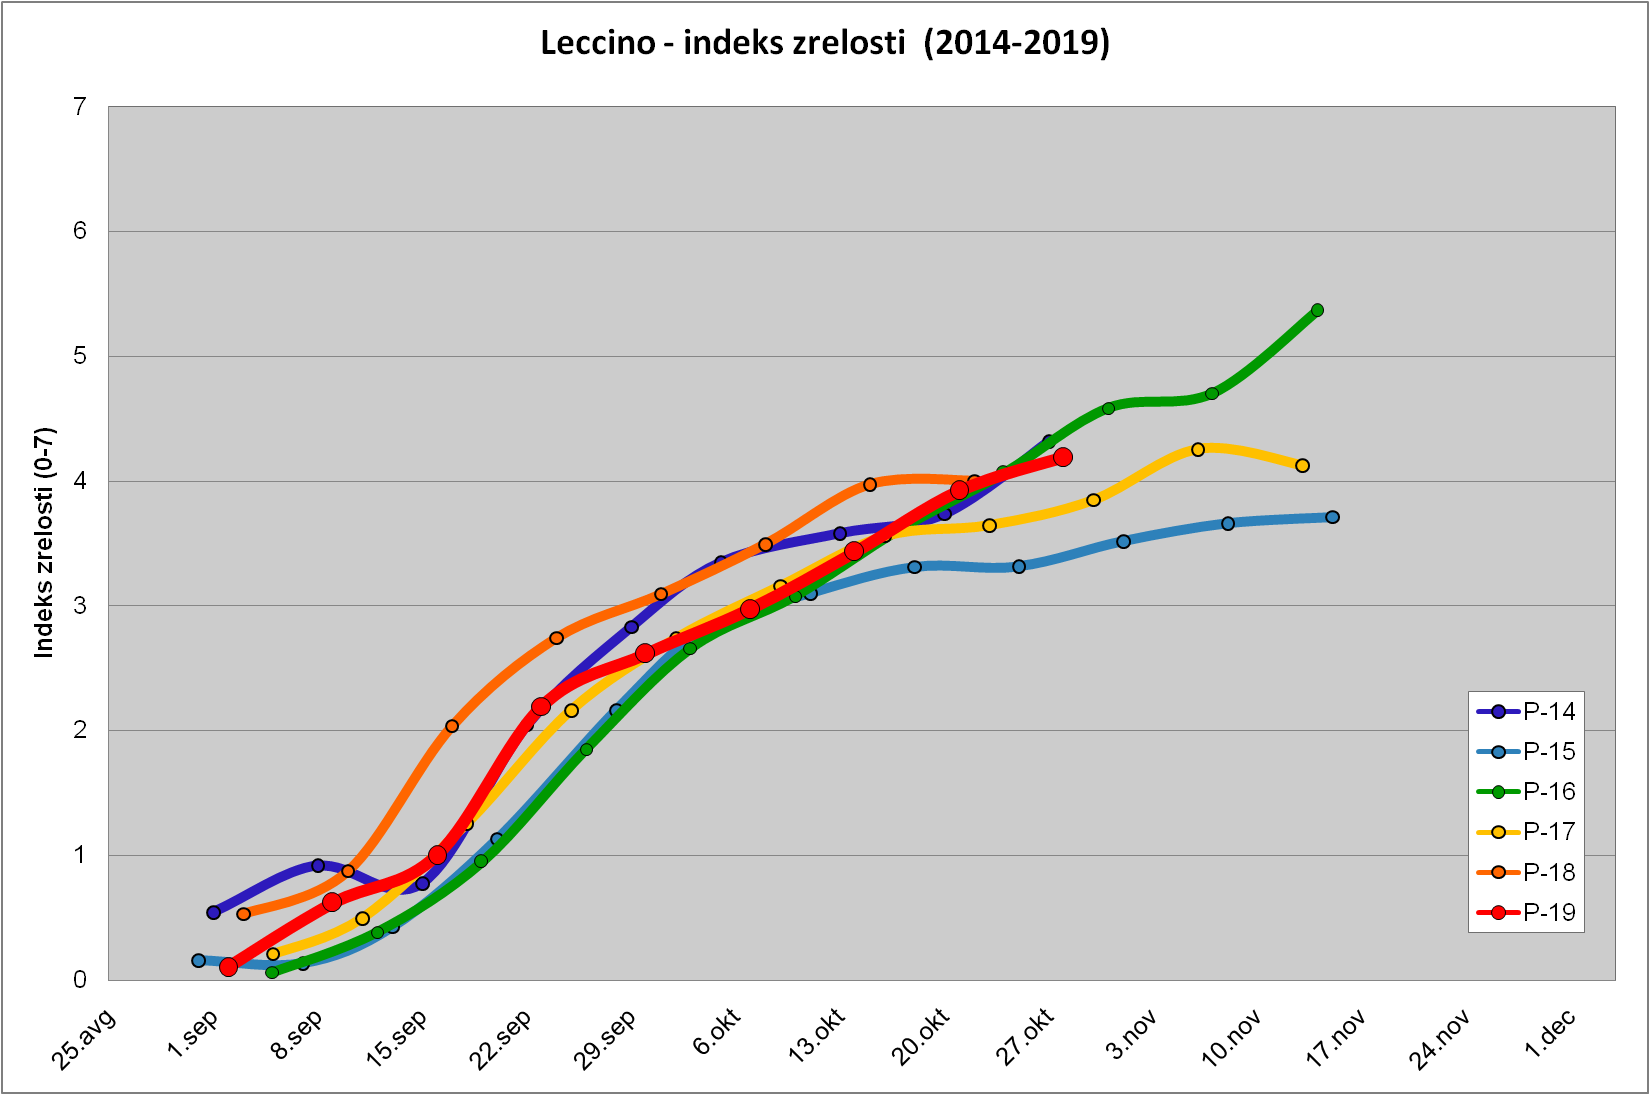 Leccino - indeks zrelosti  (2014-2019)
7
6
5
4
3
2
1
0
Indeks zrelosti (0-7)
25.avg
1.sep
8.sep
15.sep
22.sep
29.sep
6.okt
13.okt
20.okt
27.okt
3.nov
10.nov
17.nov
24.nov
1.dec
P-14
P-15
P-16
P-17
P-18
P-19